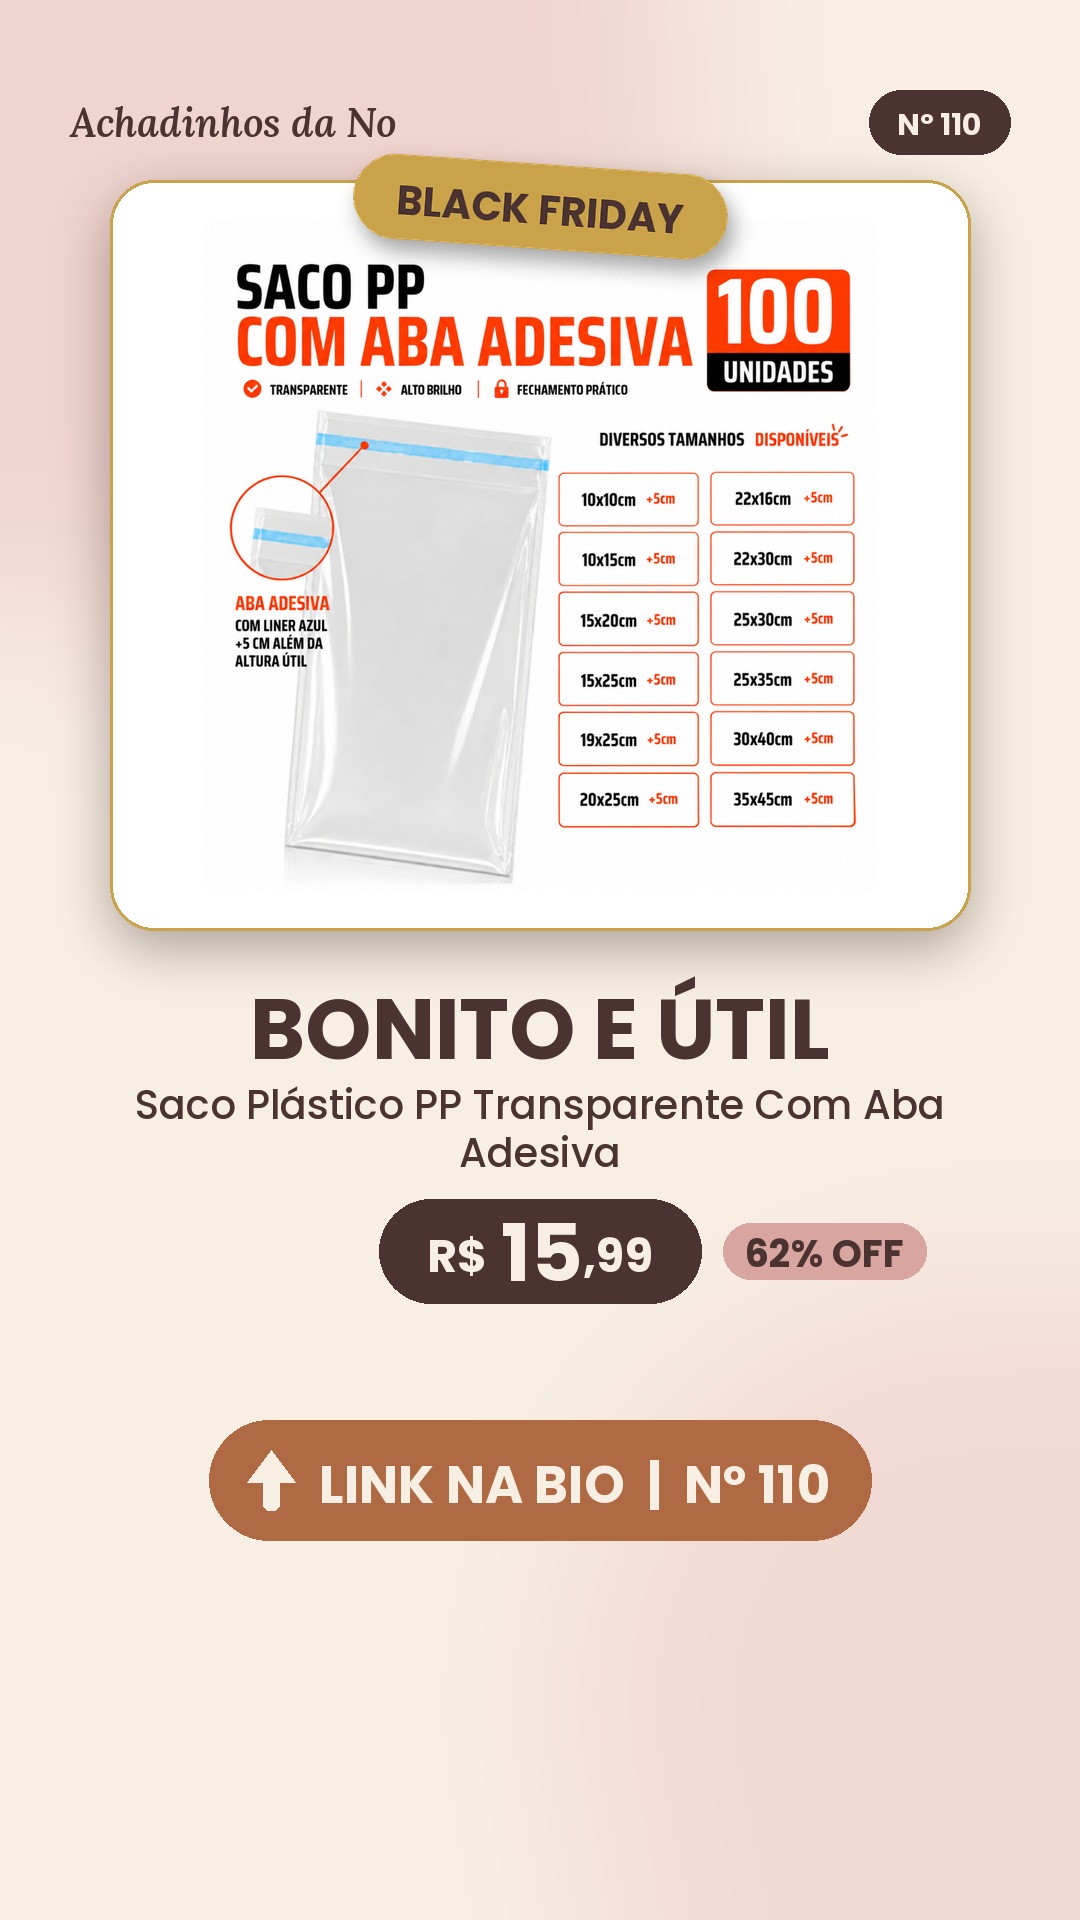 Achadinhos da No
Nº 110
BLACK FRIDAY
SACO PP
COM ABA ADESIVA
100
UNIDADES
TRANSPARENTE | ALTO BRILHO | FECHAMENTO PRÁTICO
DIVERSOS TAMANHOS DISPONÍVEIS
10x10cm +5cm
22x16cm +5cm
10x15cm +5cm
22x30cm +5cm
15x20cm +5cm
25x30cm +5cm
15x25cm +5cm
25x35cm +5cm
19x25cm +5cm
30x40cm +5cm
20x25cm +5cm
35x45cm +5cm
ABA ADESIVA
COM LINER AZUL
+5 CM ALÉM DA
ALTURA ÚTIL
BONITO E ÚTIL
Saco Plástico PP Transparente Com Aba
Adesiva
R$ 15,99
62% OFF
LINK NA BIO | Nº 110